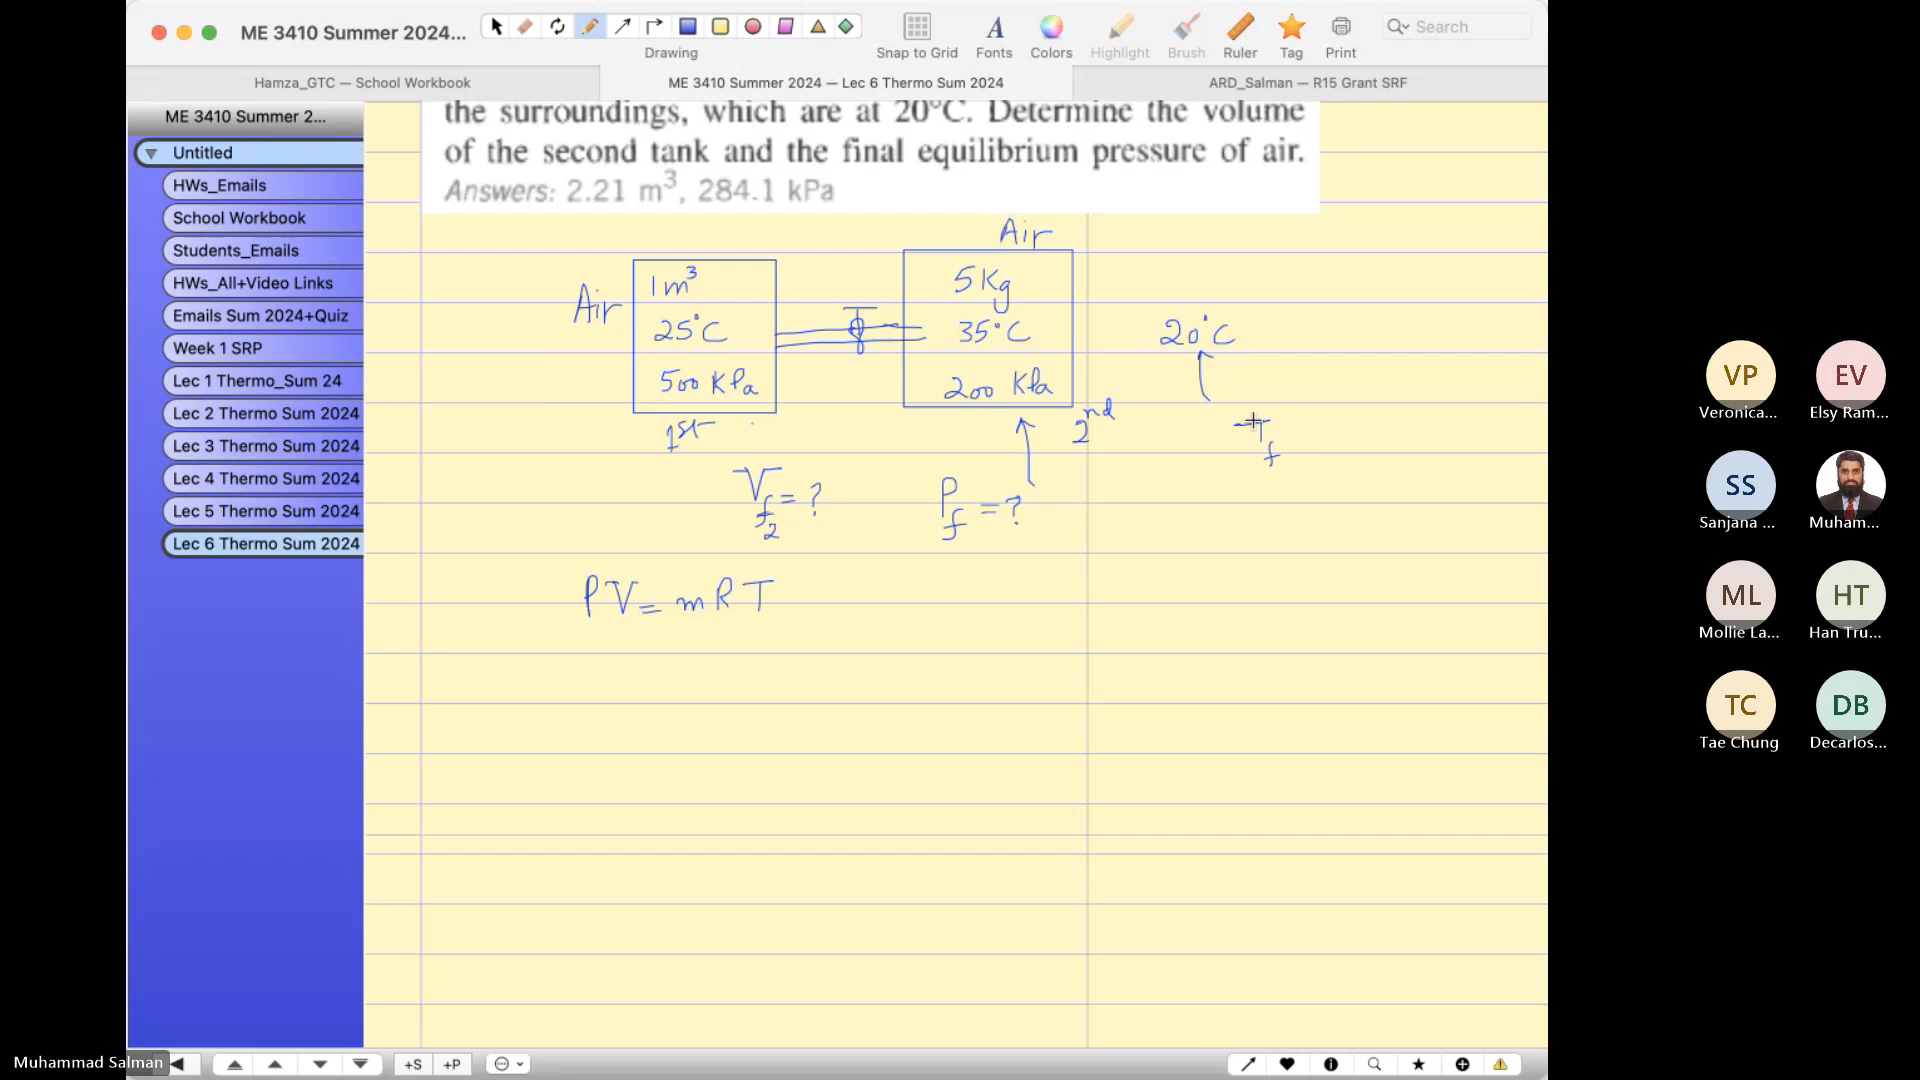 ME 3410 Summer 2024...
Drawing
Snap to Grid
Fonts
Colors
Highlight
Brush
Ruler
Tag
Print
Search
Hamza_GTC — School Workbook
ME 3410 Summer 2024 — Lec 6 Thermo Sum 2024
ARD_Salman — R15 Grant SRF
ME 3410 Summer 2...
Untitled
HWs_Emails
School Workbook
Students_Emails
HWs_All+Video Links
Emails Sum 2024+Quiz
Week 1 SRP
Lec 1 Thermo_Sum 24
Lec 2 Thermo Sum 2024
Lec 3 Thermo Sum 2024
Lec 4 Thermo Sum 2024
Lec 5 Thermo Sum 2024
Lec 6 Thermo Sum 2024
the surroundings, which are at 20°C. Determine the volume
of the second tank and the final equilibrium pressure of air.
Answers: 2.21 m³, 284.1 kPa
Air
1m³
25°C
500 KPa
1st
Air
5 Kg
35°C
200 KPa
2nd
20°C
T_f
V_f2 = ?
P_f = ?
PV = mRT
VP
Veronica...
EV
Elsy Ram...
SS
Sanjana ...
Muham...
ML
Mollie La...
HT
Han Tru...
TC
Tae Chung
DB
Decarlos...
Muhammad Salman
+S
+P